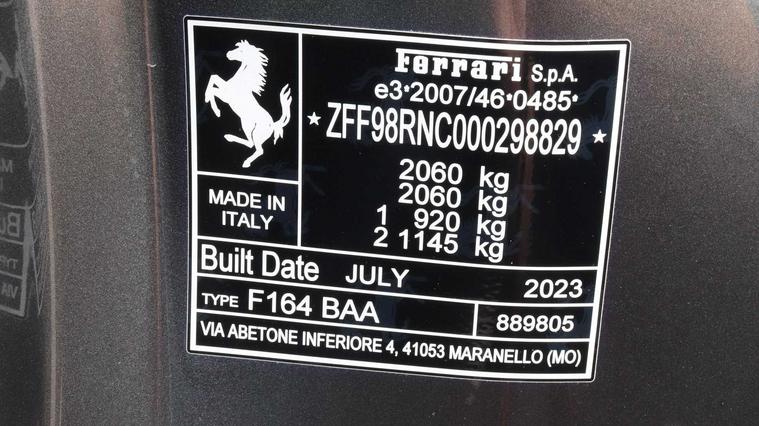 Ferrari S.p.A.
e3*2007/46*0485*
★ ZFF98RNC000298829 ★
2060 kg
2060 kg
1 920 kg
2 1145 kg
MADE IN
ITALY
Built Date JULY 2023
TYPE F164 BAA 889805
VIA ABETONE INFERIORE 4, 41053 MARANELLO (MO)